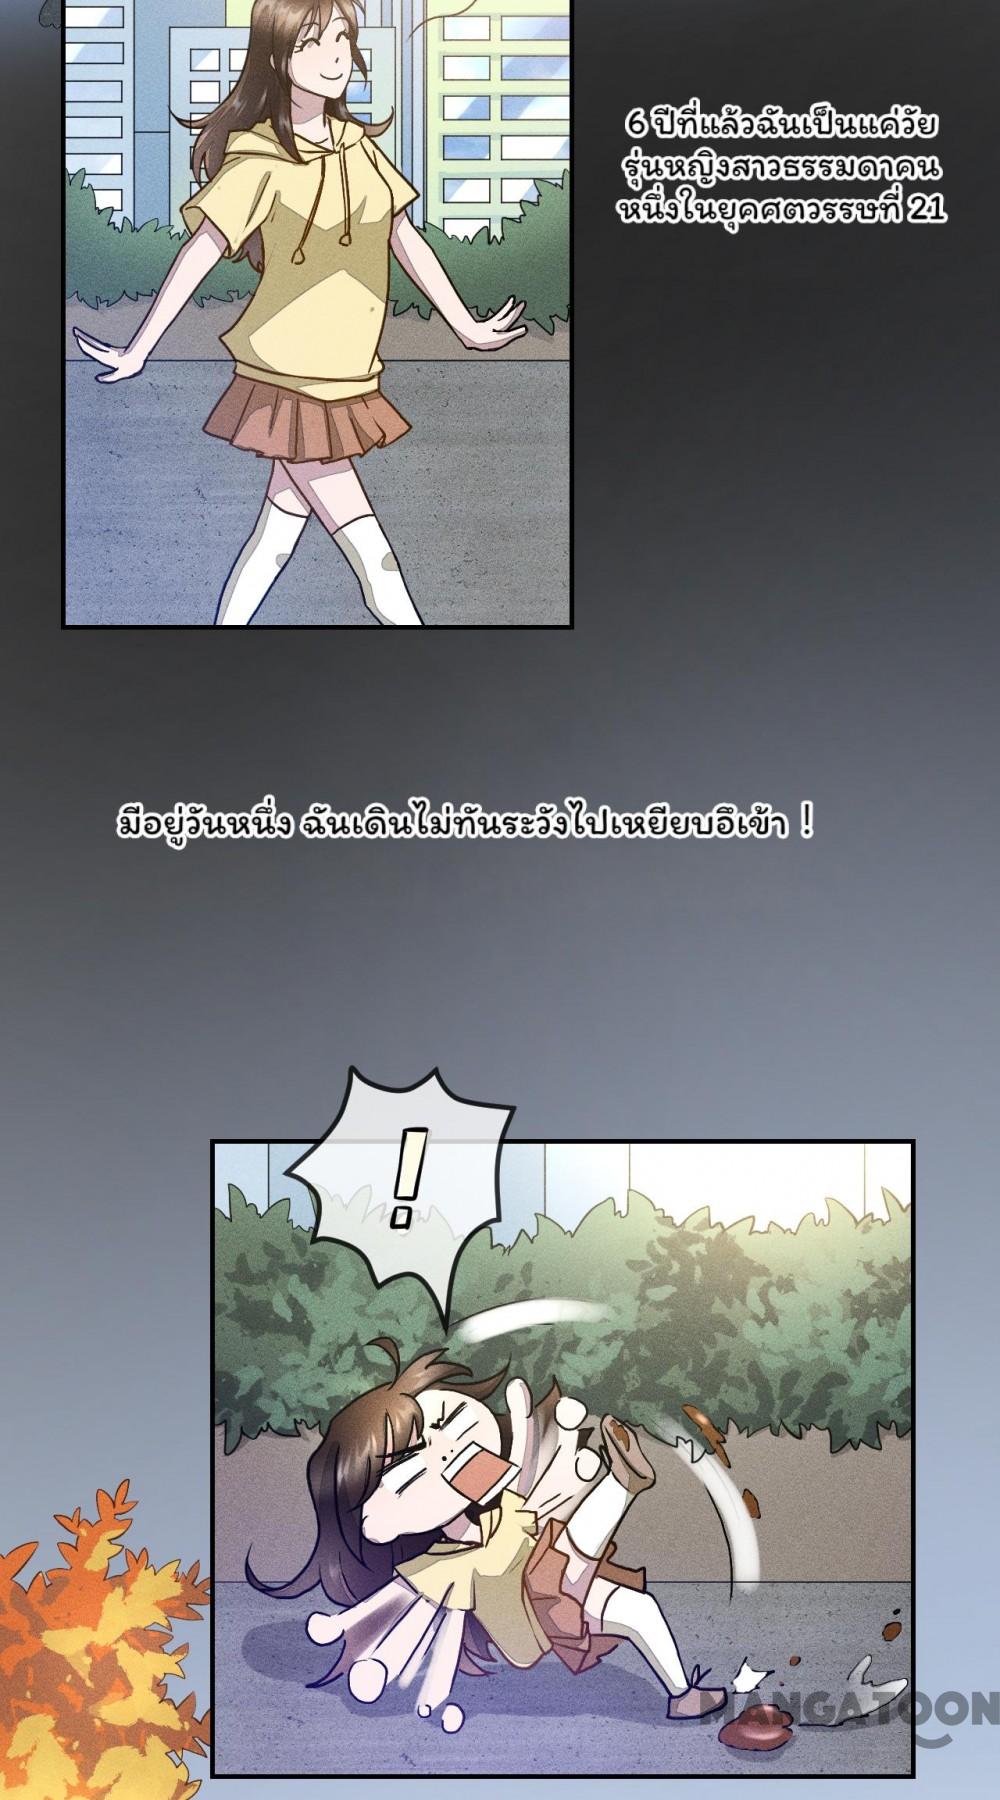 6 ปีที่แล้วฉันเป็นแค่วัย
รุ่นหญิงสาวธรรมดาคน
หนึ่งในยุคศตวรรษที่ 21
มีอยู่วันหนึ่ง ฉันเดินไม่ทันระวังไปเหยียบอึเข้า !
!
MANGATOON